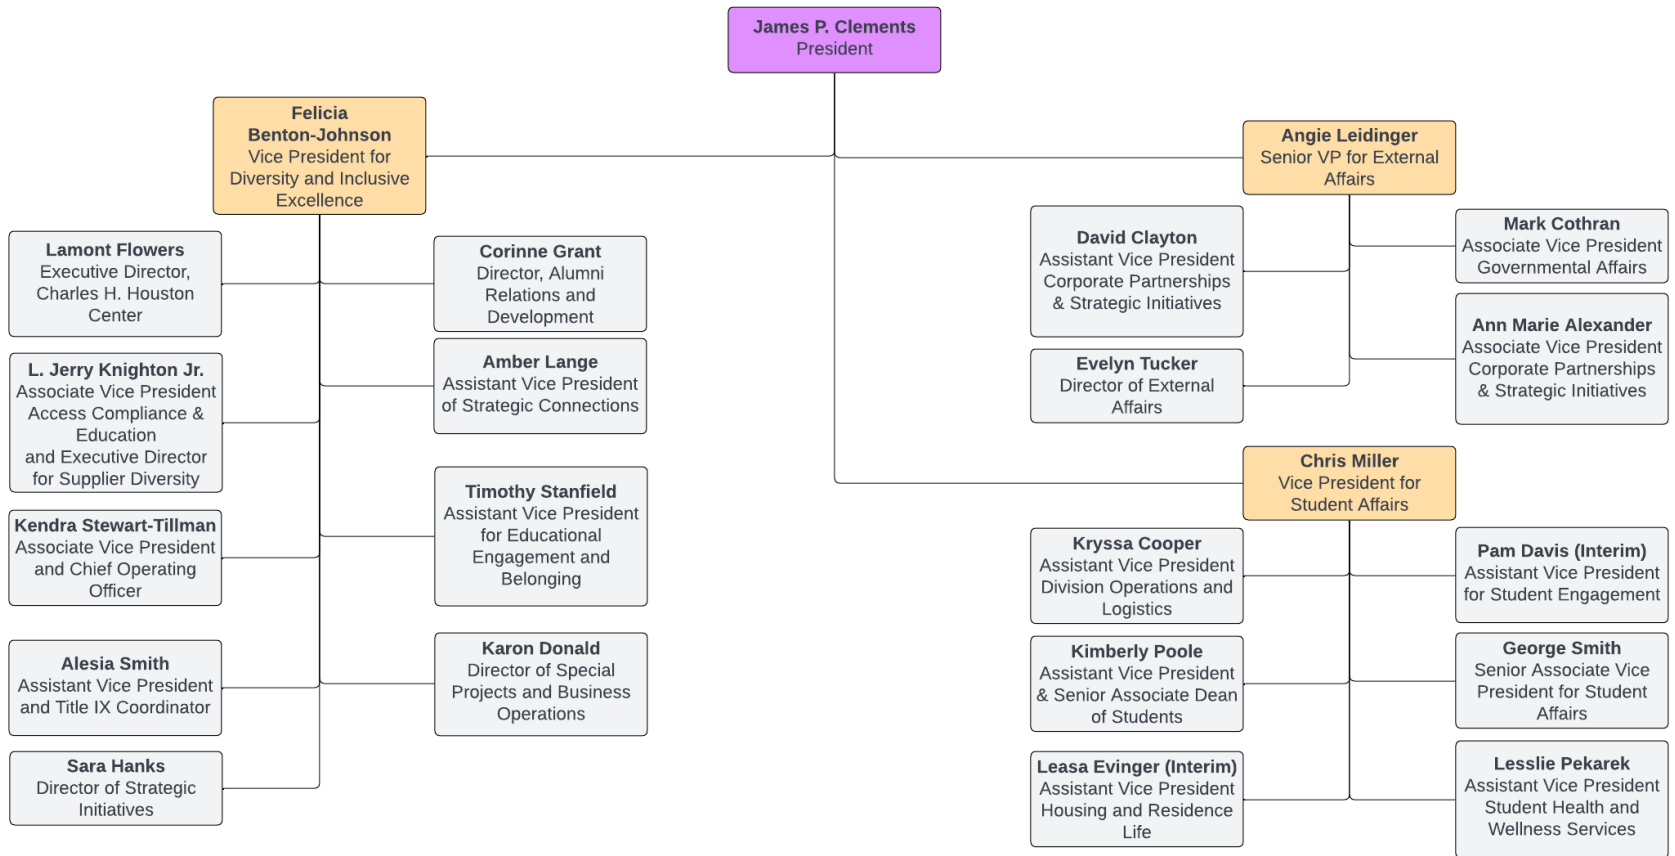 James P. Clements
President
Felicia
Benton-Johnson
Vice President for
Diversity and Inclusive
Excellence
Lamont Flowers
Executive Director,
Charles H. Houston
Center
L. Jerry Knighton Jr.
Associate Vice President
Access Compliance &
Education
and Executive Director
for Supplier Diversity
Kendra Stewart-Tillman
Associate Vice President
and Chief Operating
Officer
Alesia Smith
Assistant Vice President
and Title IX Coordinator
Sara Hanks
Director of Strategic
Initiatives
Corinne Grant
Director, Alumni
Relations and
Development
Amber Lange
Assistant Vice President
of Strategic Connections
Timothy Stanfield
Assistant Vice President
for Educational
Engagement and
Belonging
Karon Donald
Director of Special
Projects and Business
Operations
Angie Leidinger
Senior VP for External
Affairs
David Clayton
Assistant Vice President
Corporate Partnerships
& Strategic Initiatives
Evelyn Tucker
Director of External
Affairs
Mark Cothran
Associate Vice President
Governmental Affairs
Ann Marie Alexander
Associate Vice President
Corporate Partnerships
& Strategic Initiatives
Chris Miller
Vice President for
Student Affairs
Kryssa Cooper
Assistant Vice President
Division Operations and
Logistics
Kimberly Poole
Assistant Vice President
& Senior Associate Dean
of Students
Leasa Evinger (Interim)
Assistant Vice President
Housing and Residence
Life
Pam Davis (Interim)
Assistant Vice President
for Student Engagement
George Smith
Senior Associate Vice
President for Student
Affairs
Lesslie Pekarek
Assistant Vice President
Student Health and
Wellness Services